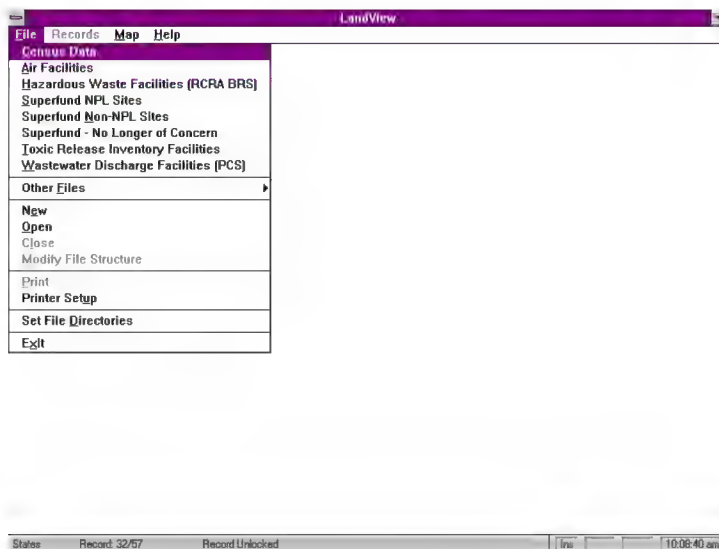 LandView
File Records Map Help
Census Data
Air Facilities
Hazardous Waste Facilities (RCRA BRS)
Superfund NPL Sites
Superfund Non-NPL Sites
Superfund - No Longer of Concern
Toxic Release Inventory Facilities
Wastewater Discharge Facilities (PCS)
Other Files
New
Open
Close
Modify File Structure
Print
Printer Setup
Set File Directories
Exit
States Record: 32/57 Record Unlocked Ins 10:08:40 am